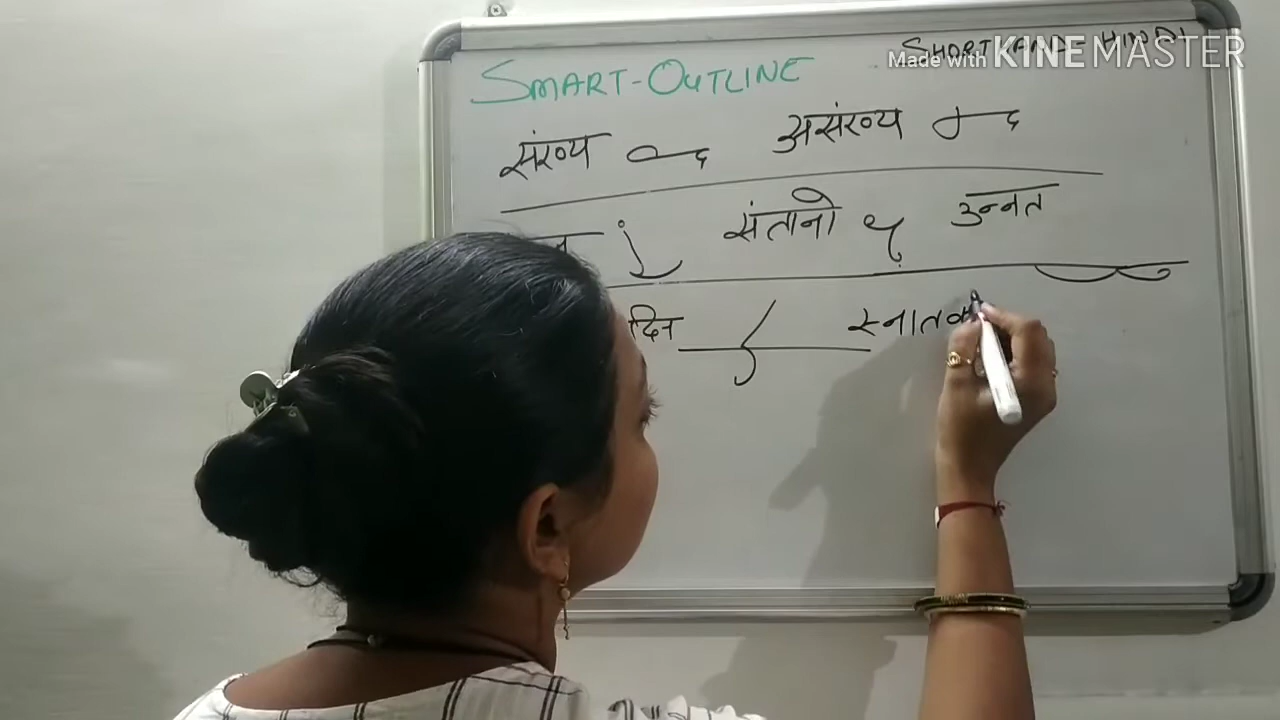 SHORTHAND - HINDI
Made with KINEMASTER
SMART-OUTLINE
संख्य असंख्य
संतानो उन्नत
दिन स्नातक